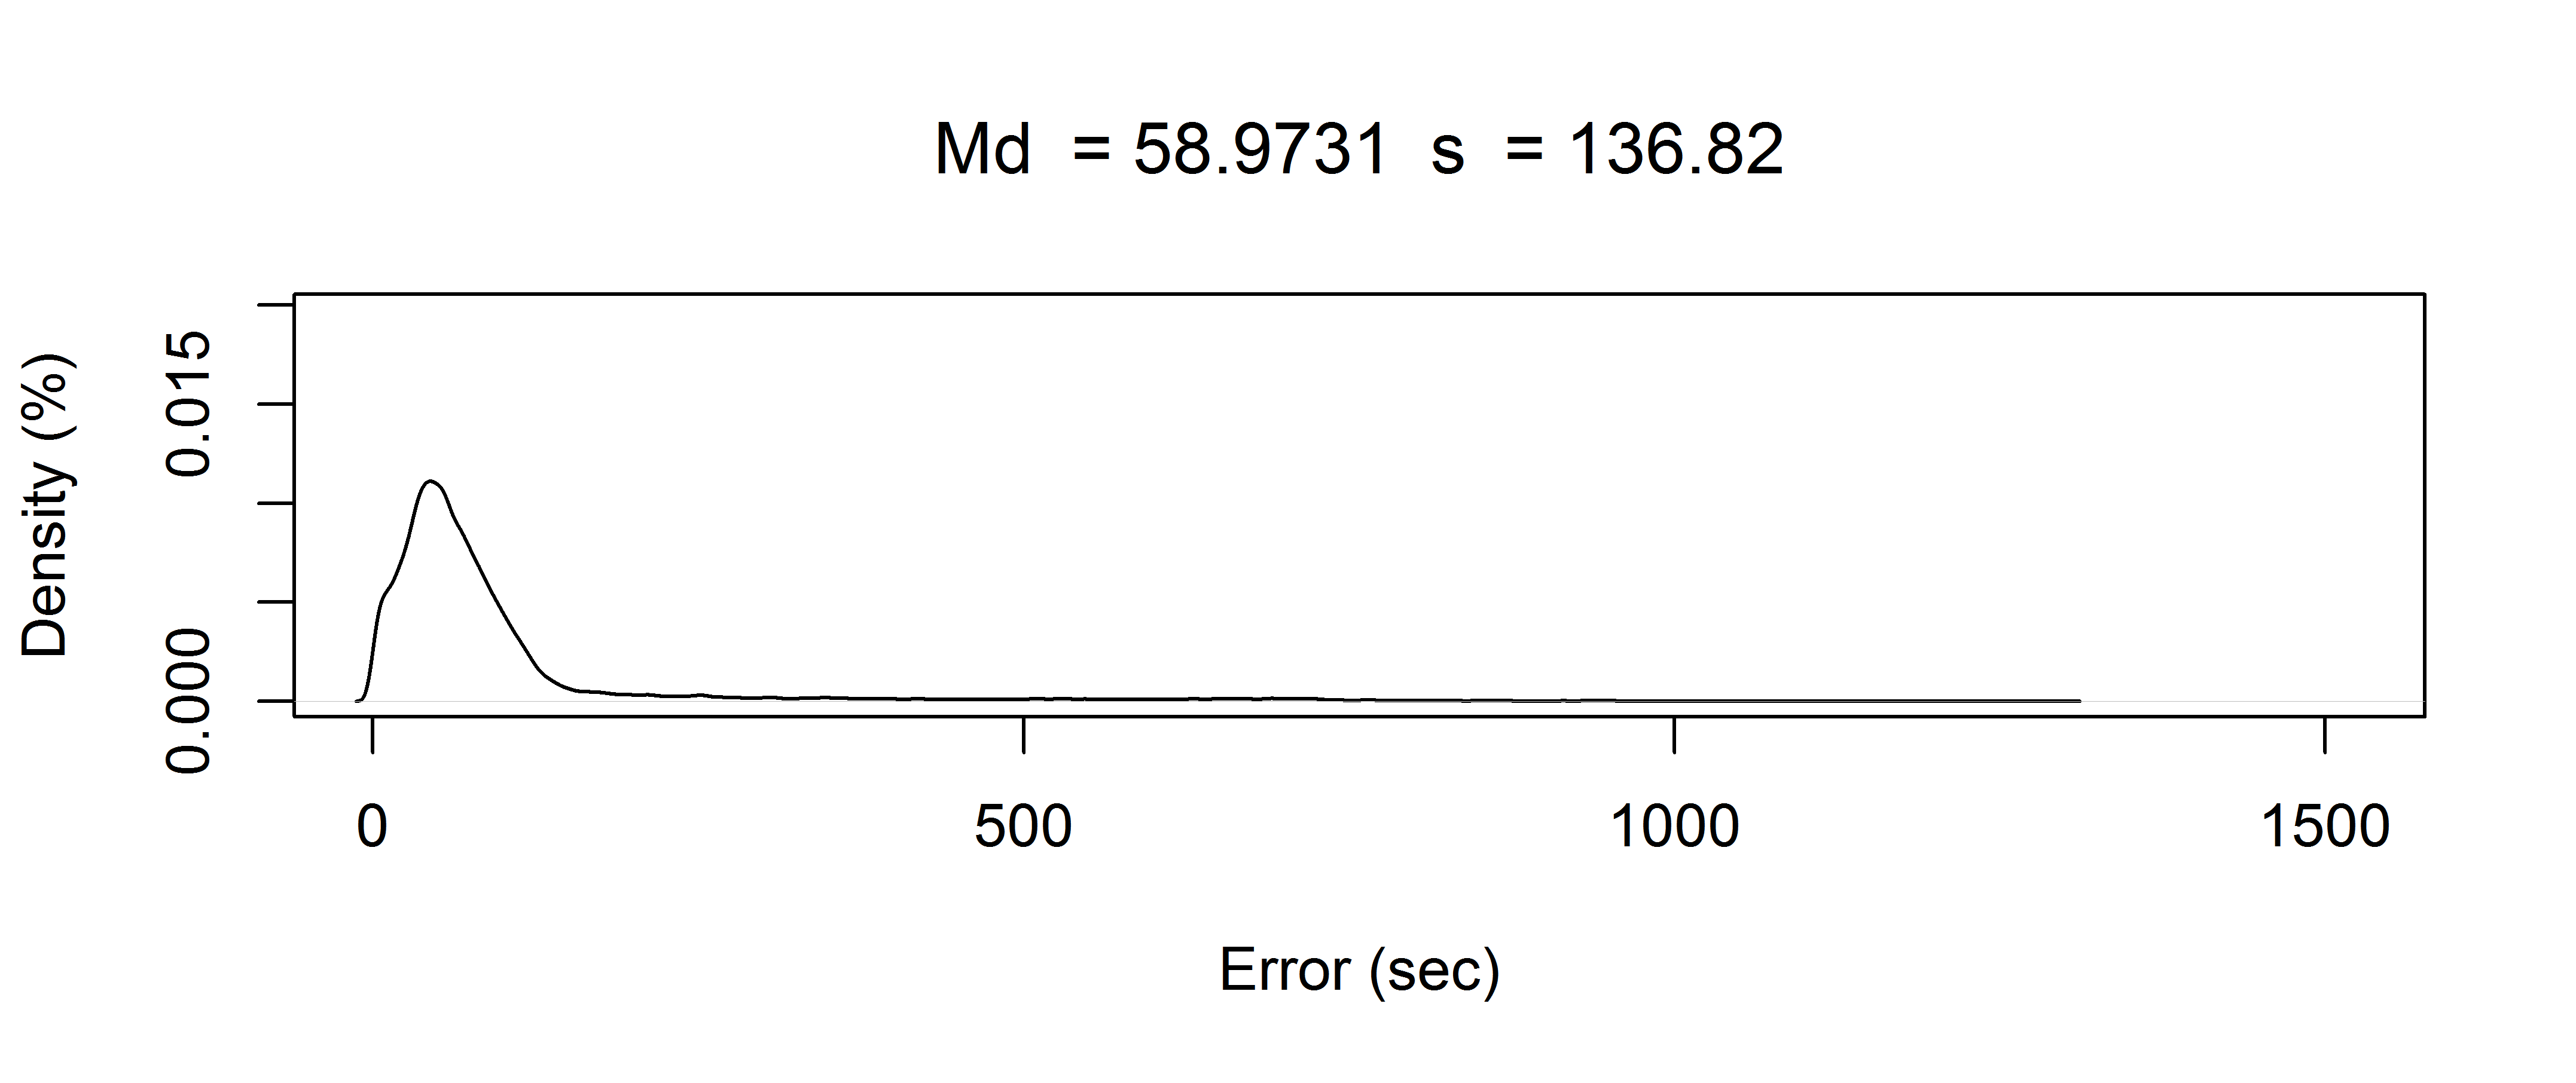 Md = 58.9731 s = 136.82
Density (%)
0.015
0.000
0 500 1000 1500
Error (sec)